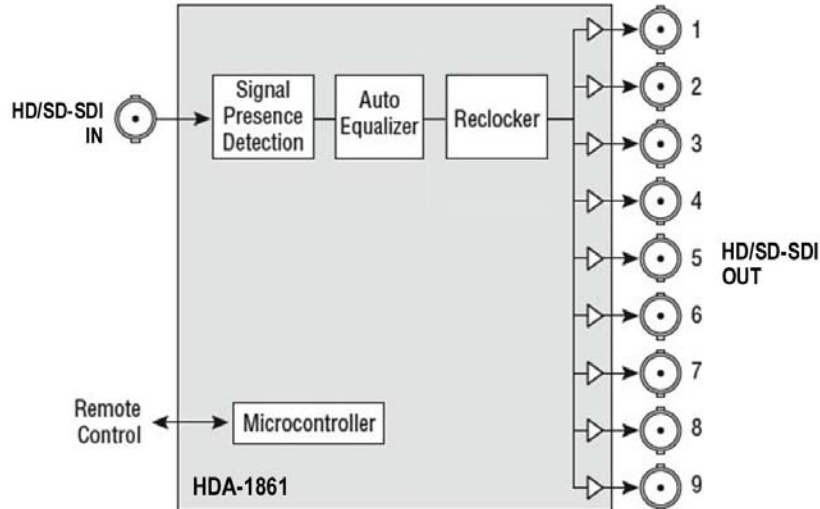 HD/SD-SDI
IN
Signal
Presence
Detection
Auto
Equalizer
Reclocker
1
2
3
4
5
6
7
8
9
HD/SD-SDI
OUT
Remote
Control
Microcontroller
HDA-1861